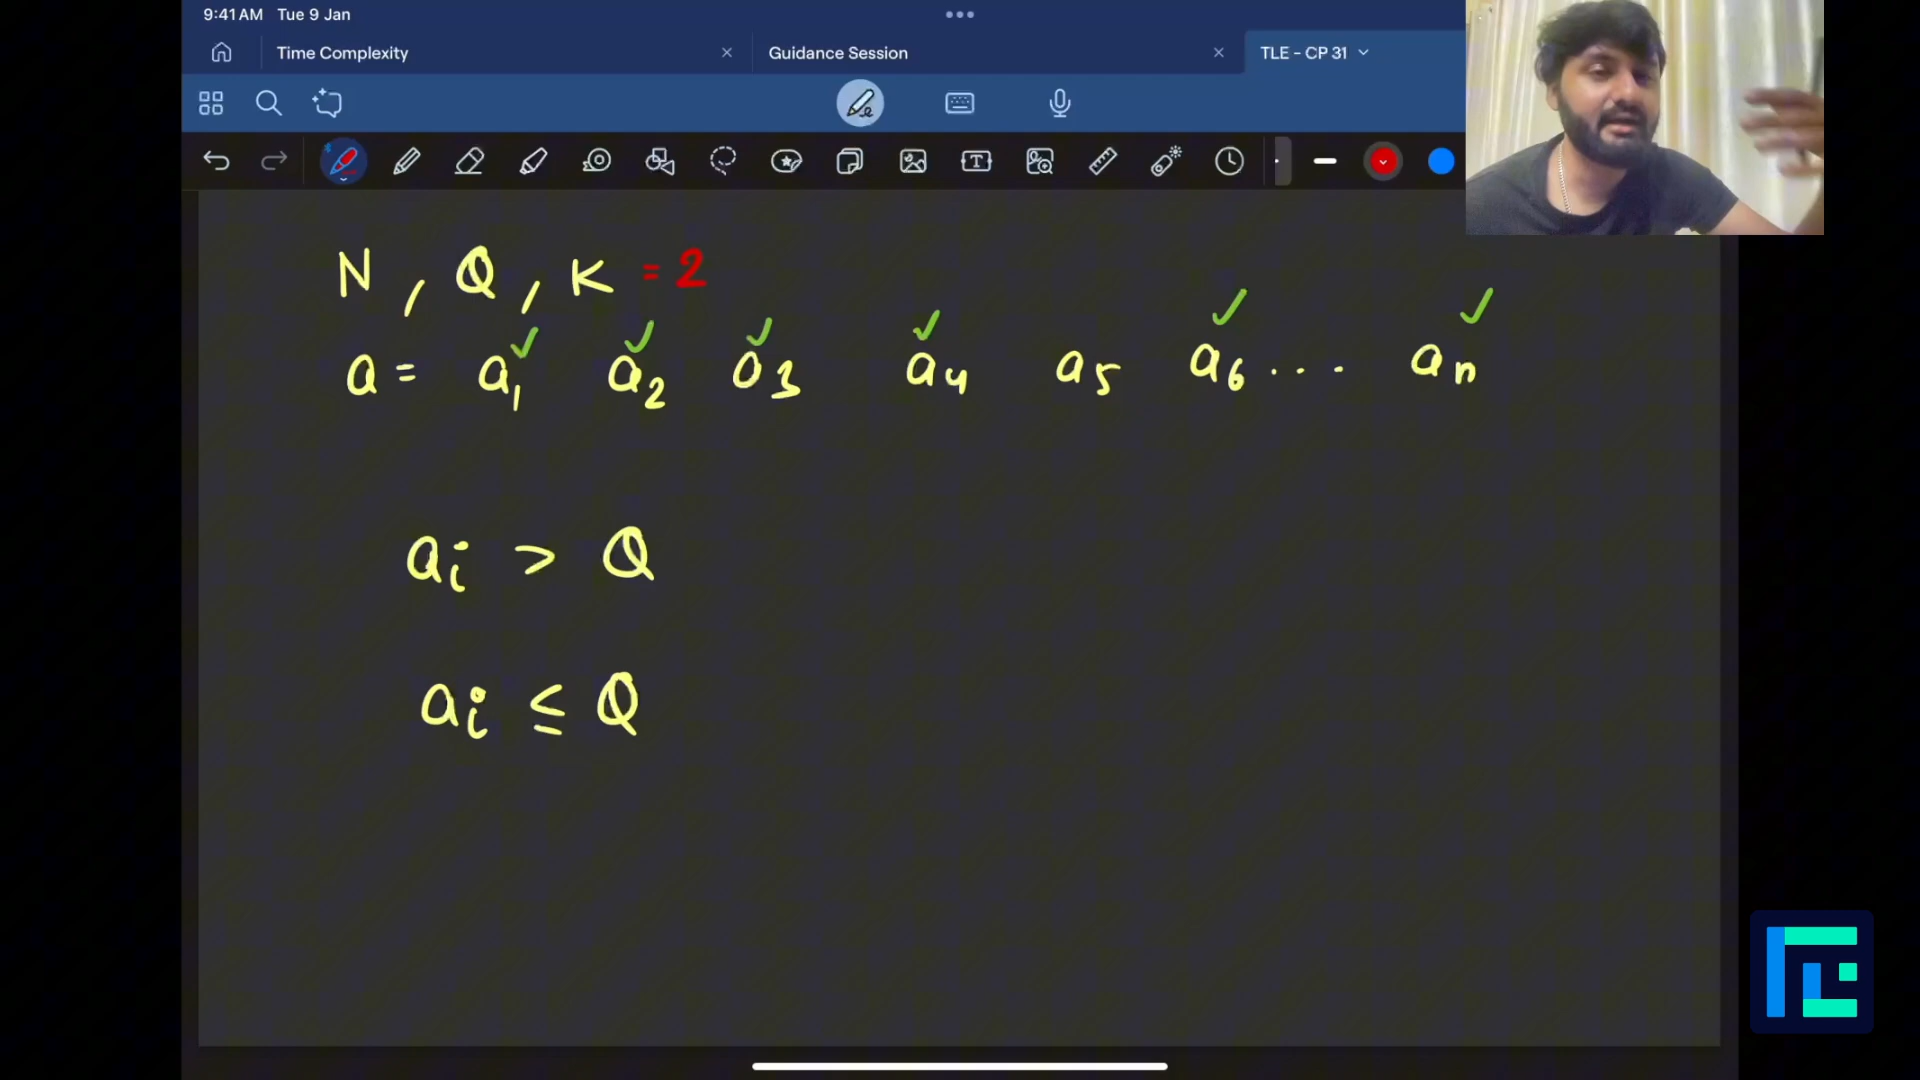 9:41 AM Tue 9 Jan
Time Complexity
Guidance Session
TLE - CP 31
N, Q, K = 2
a = a₁ a₂ a₃ a₄ a₅ a₆ ... aₙ
aᵢ > Q
aᵢ ≤ Q